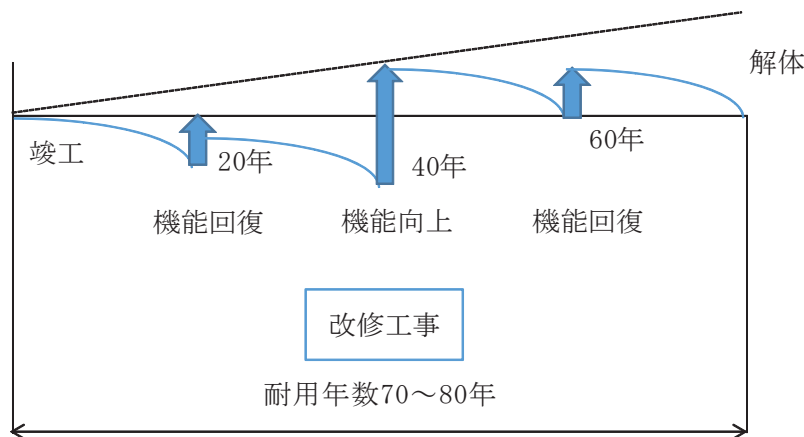 解体
竣工
20年
40年
60年
機能回復
機能向上
機能回復
改修工事
耐用年数70～80年